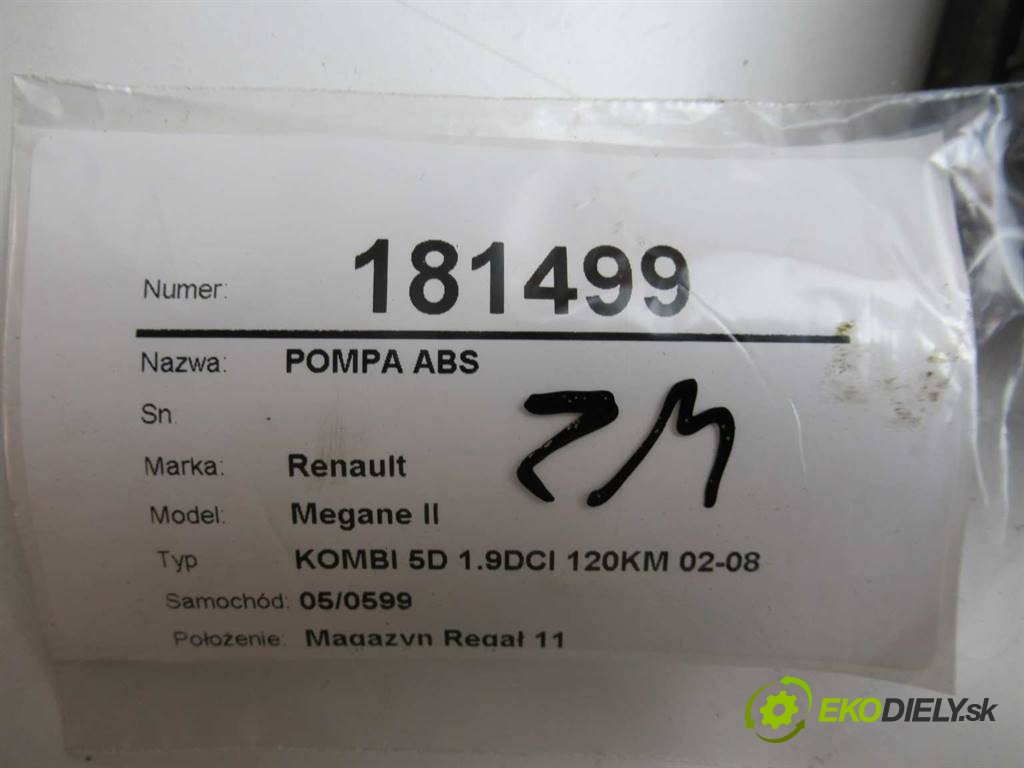 Numer: 181499
Nazwa: POMPA ABS
Sn
ZM
Marka: Renault
Model: Megane II
Typ KOMBI 5D 1.9DCI 120KM 02-08
Samochód: 05/0599
Położenie: Magazyn Regał 11
EKODIELY.sk